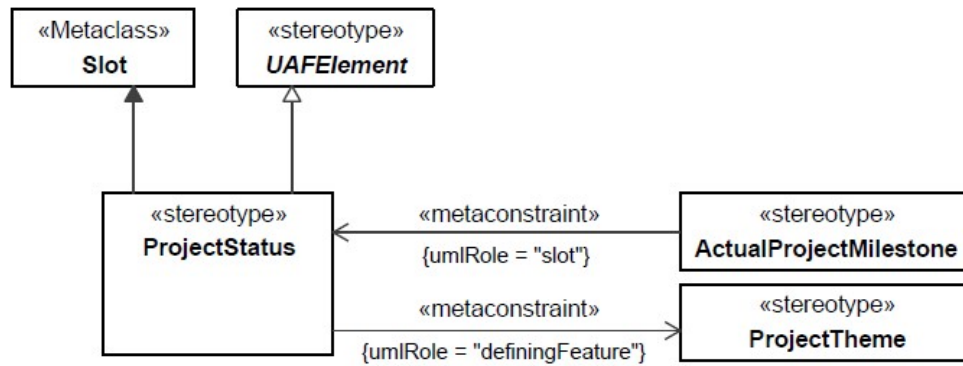 «Metaclass»
Slot
«stereotype»
UAFElement
«stereotype»
ProjectStatus
«metaconstraint»
{umlRole = "slot"}
«stereotype»
ActualProjectMilestone
«metaconstraint»
{umlRole = "definingFeature"}
«stereotype»
ProjectTheme